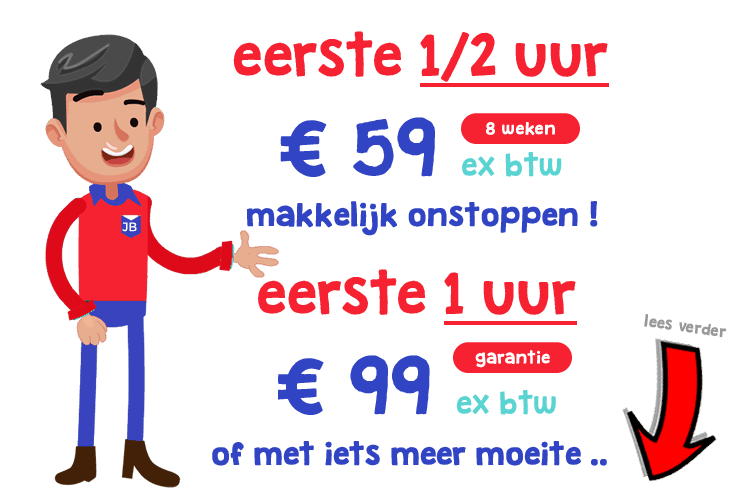 eerste 1/2 uur
€ 59
8 weken
ex btw
makkelijk onstoppen !
JB
eerste 1 uur
lees verder
€ 99
garantie
ex btw
of met iets meer moeite ..